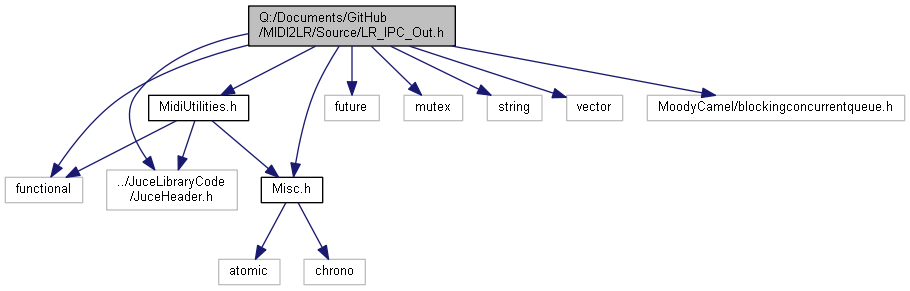 Q:/Documents/GitHub
/MIDI2LR/Source/LR_IPC_Out.h
MidiUtilities.h
future
mutex
string
vector
MoodyCamel/blockingconcurrentqueue.h
functional
../JuceLibraryCode
/JuceHeader.h
Misc.h
atomic
chrono